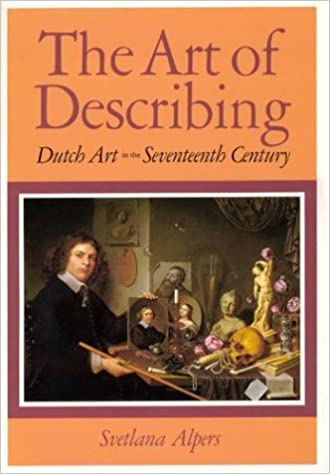 The Art of
Describing
Dutch Art in the Seventeenth Century
Svetlana Alpers